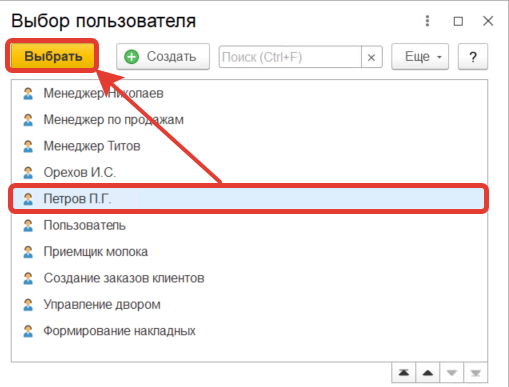 Выбор пользователя
Выбрать Создать Поиск (Ctrl+F) × Еще ?
Менеджер Николаев
Менеджер по продажам
Менеджер Титов
Орехов И.С.
Петров П.Г.
Пользователь
Приемщик молока
Создание заказов клиентов
Управление двором
Формирование накладных